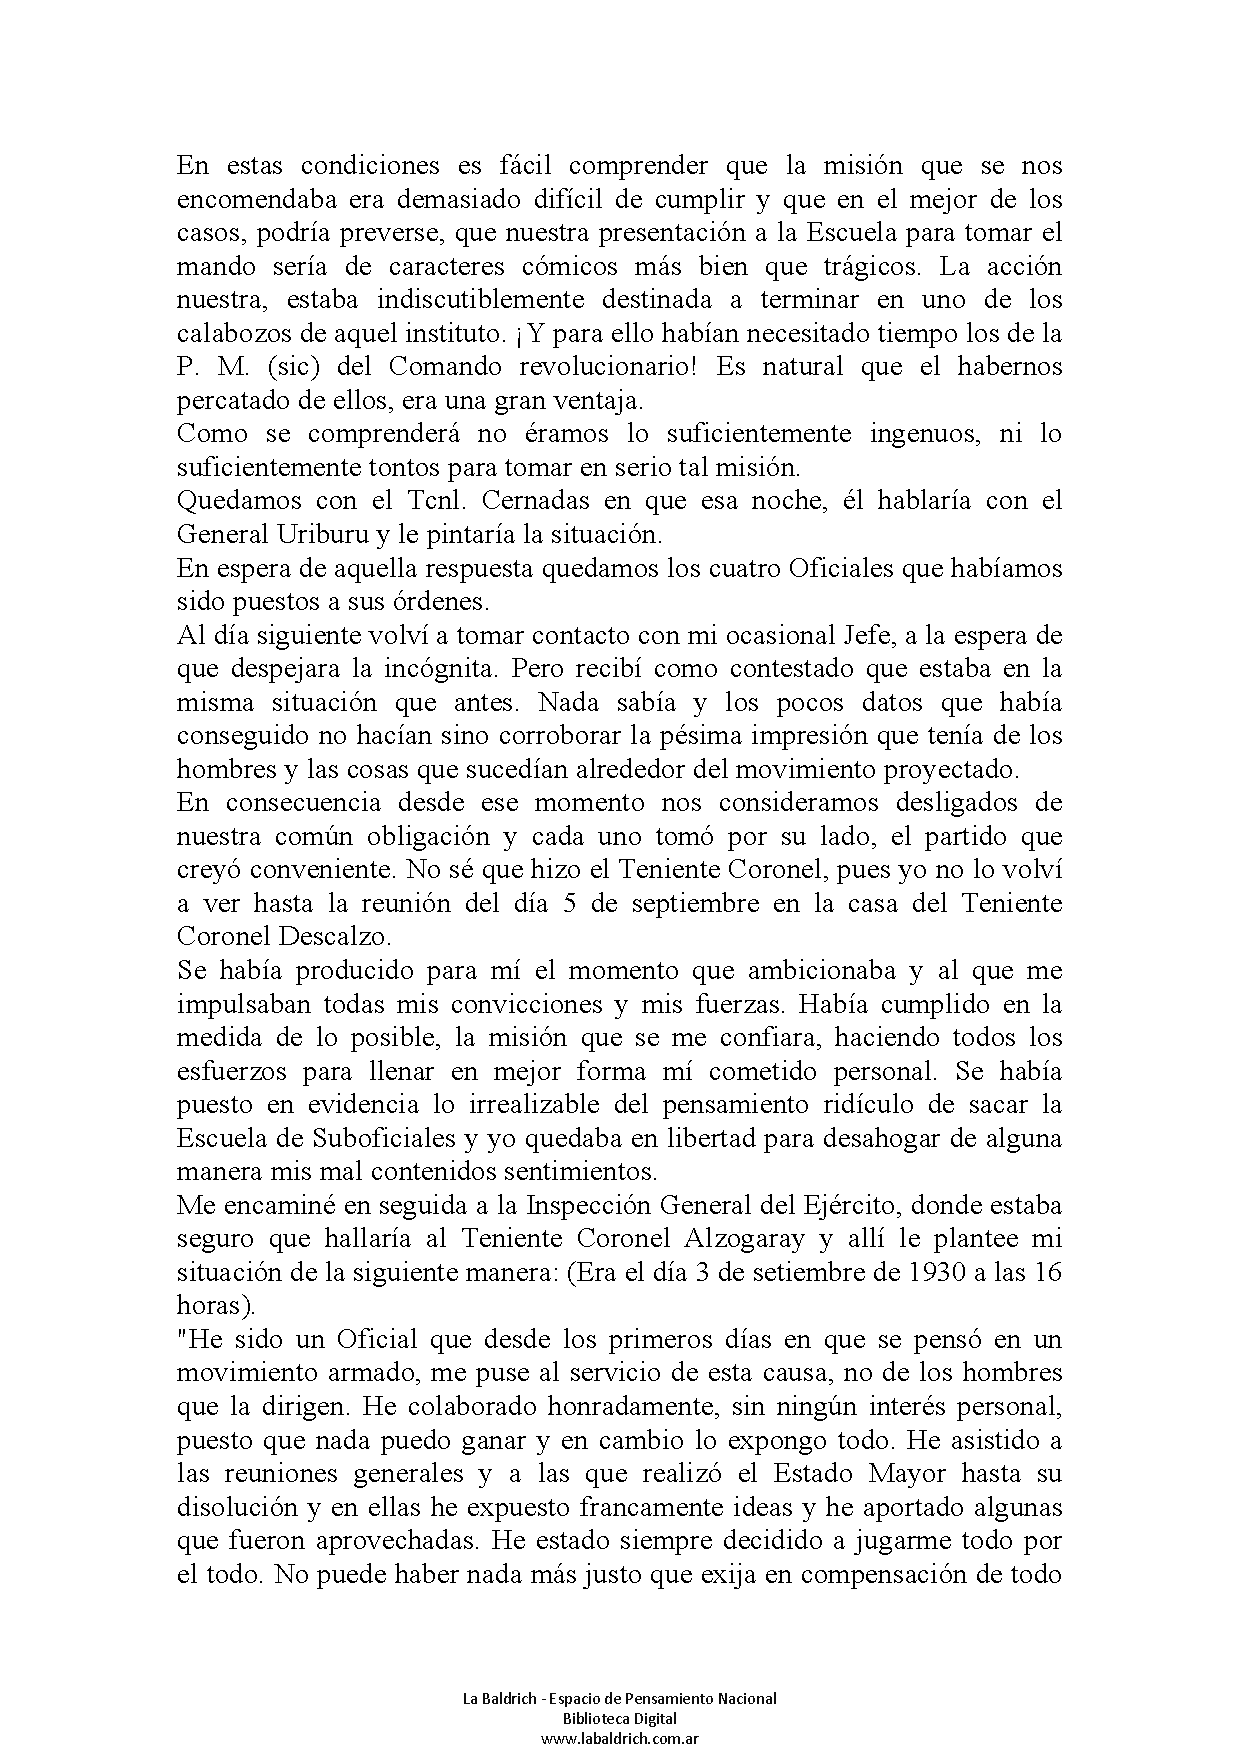 En estas condiciones es fácil comprender que la misión que se nos
encomendaba era demasiado difícil de cumplir y que en el mejor de los
casos, podría preverse, que nuestra presentación a la Escuela para tomar el
mando sería de caracteres cómicos más bien que trágicos. La acción
nuestra, estaba indiscutiblemente destinada a terminar en uno de los
calabozos de aquel instituto. ¡Y para ello habían necesitado tiempo los de la
P. M. (sic) del Comando revolucionario! Es natural que el habernos
percatado de ellos, era una gran ventaja.
Como se comprenderá no éramos lo suficientemente ingenuos, ni lo
suficientemente tontos para tomar en serio tal misión.
Quedamos con el Tcnl. Cernadas en que esa noche, él hablaría con el
General Uriburu y le pintaría la situación.
En espera de aquella respuesta quedamos los cuatro Oficiales que habíamos
sido puestos a sus órdenes.
Al día siguiente volví a tomar contacto con mi ocasional Jefe, a la espera de
que despejara la incógnita. Pero recibí como contestado que estaba en la
misma situación que antes. Nada sabía y los pocos datos que había
conseguido no hacían sino corroborar la pésima impresión que tenía de los
hombres y las cosas que sucedían alrededor del movimiento proyectado.
En consecuencia desde ese momento nos consideramos desligados de
nuestra común obligación y cada uno tomó por su lado, el partido que
creyó conveniente. No sé que hizo el Teniente Coronel, pues yo no lo volví
a ver hasta la reunión del día 5 de septiembre en la casa del Teniente
Coronel Descalzo.
Se había producido para mí el momento que ambicionaba y al que me
impulsaban todas mis convicciones y mis fuerzas. Había cumplido en la
medida de lo posible, la misión que se me confiara, haciendo todos los
esfuerzos para llenar en mejor forma mí cometido personal. Se había
puesto en evidencia lo irrealizable del pensamiento ridículo de sacar la
Escuela de Suboficiales y yo quedaba en libertad para desahogar de alguna
manera mis mal contenidos sentimientos.
Me encaminé en seguida a la Inspección General del Ejército, donde estaba
seguro que hallaría al Teniente Coronel Alzogaray y allí le plantee mi
situación de la siguiente manera: (Era el día 3 de setiembre de 1930 a las 16
horas).
"He sido un Oficial que desde los primeros días en que se pensó en un
movimiento armado, me puse al servicio de esta causa, no de los hombres
que la dirigen. He colaborado honradamente, sin ningún interés personal,
puesto que nada puedo ganar y en cambio lo expongo todo. He asistido a
las reuniones generales y a las que realizó el Estado Mayor hasta su
disolución y en ellas he expuesto francamente ideas y he aportado algunas
que fueron aprovechadas. He estado siempre decidido a jugarme todo por
el todo. No puede haber nada más justo que exija en compensación de todo
La Baldrich - Espacio de Pensamiento Nacional
Biblioteca Digital
www.labaldrich.com.ar